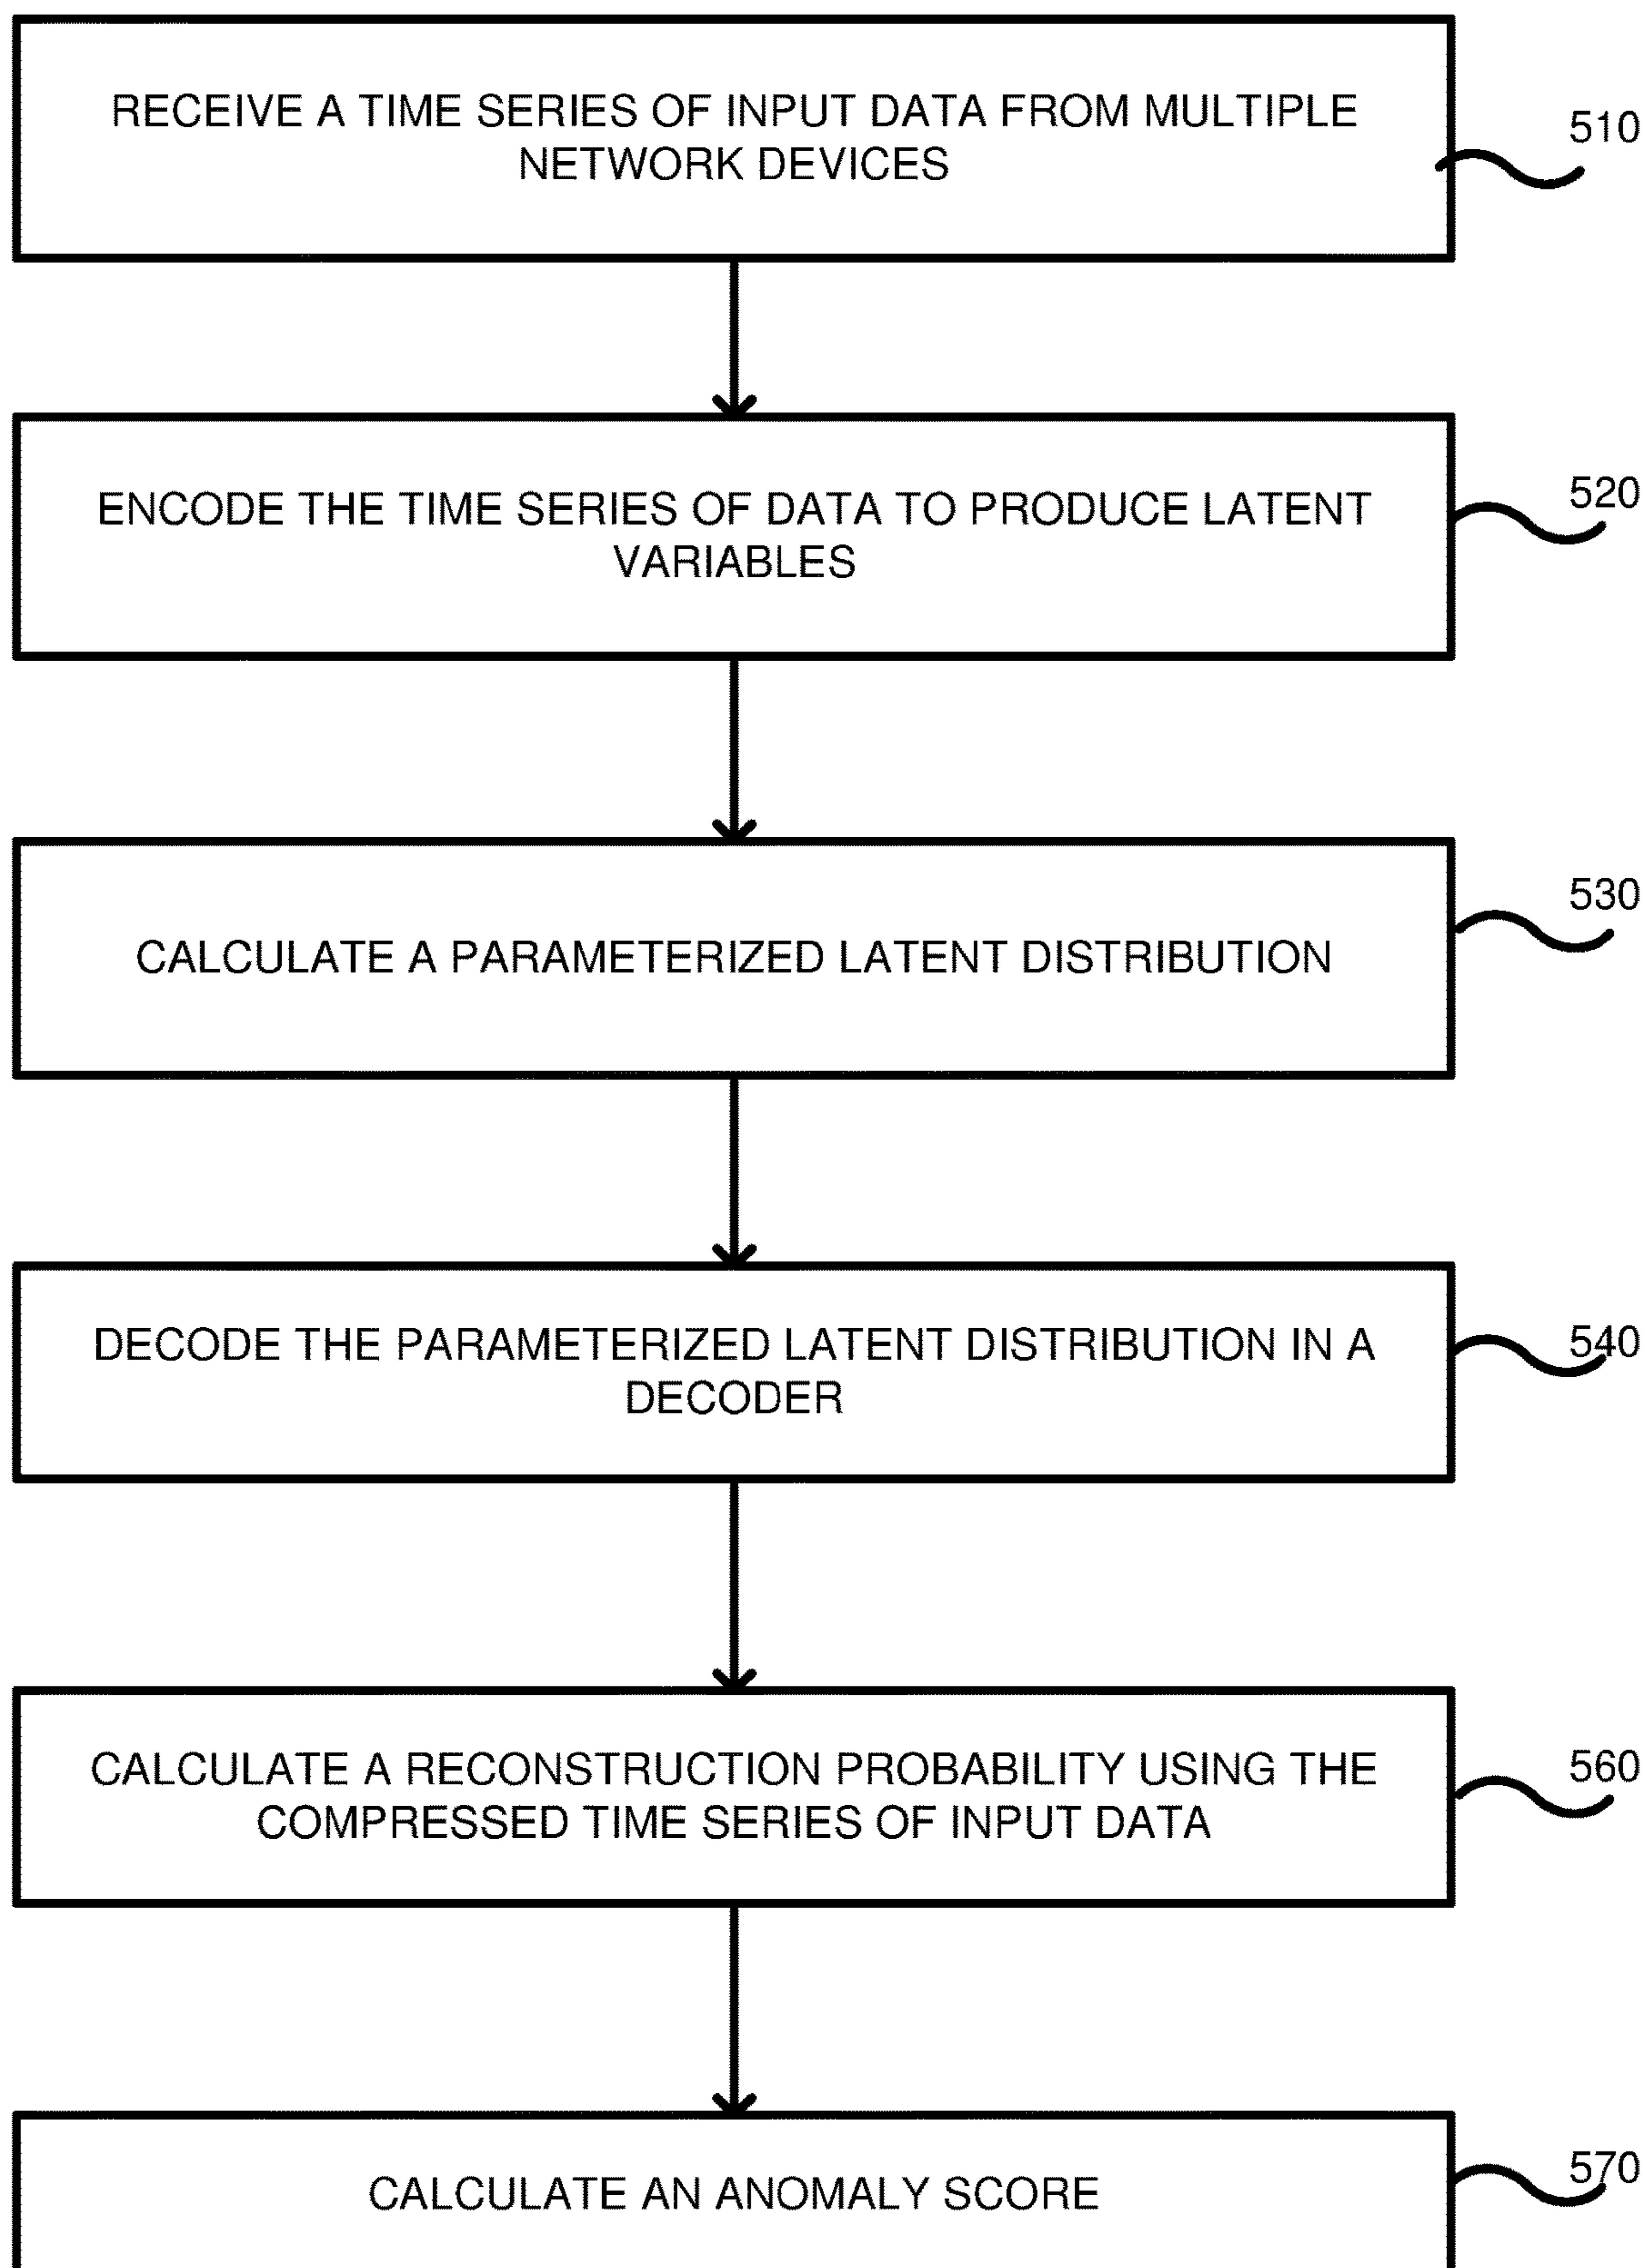 RECEIVE A TIME SERIES OF INPUT DATA FROM MULTIPLE
NETWORK DEVICES
510
ENCODE THE TIME SERIES OF DATA TO PRODUCE LATENT
VARIABLES
520
CALCULATE A PARAMETERIZED LATENT DISTRIBUTION
530
DECODE THE PARAMETERIZED LATENT DISTRIBUTION IN A
DECODER
540
CALCULATE A RECONSTRUCTION PROBABILITY USING THE
COMPRESSED TIME SERIES OF INPUT DATA
560
CALCULATE AN ANOMALY SCORE
570